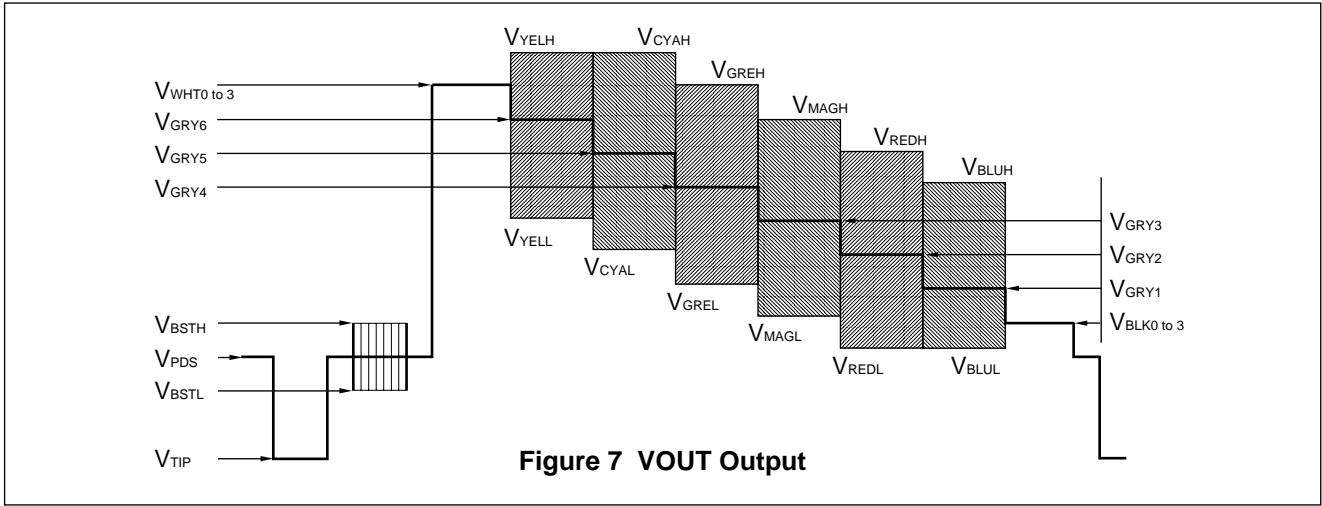 VYELH
VCYAH
VGREH
VMAGH
VREDH
VBLUH
VWHT0 to 3
VGRY6
VGRY5
VGRY4
VYELL
VCYAL
VGREL
VMAGL
VREDL
VBLUL
VGRY3
VGRY2
VGRY1
VBLK0 to 3
VBSTH
VPDS
VBSTL
VTIP
Figure 7 VOUT Output